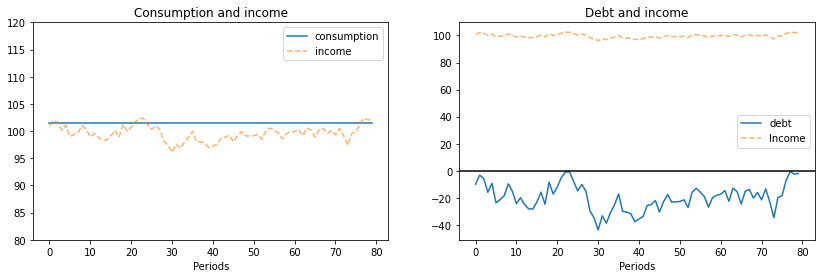 Consumption and income
120
115
110
105
100
95
90
85
80
0 10 20 30 40 50 60 70 80
Periods
consumption
income
Debt and income
100
80
60
40
20
0
−20
−40
0 10 20 30 40 50 60 70 80
Periods
debt
Income